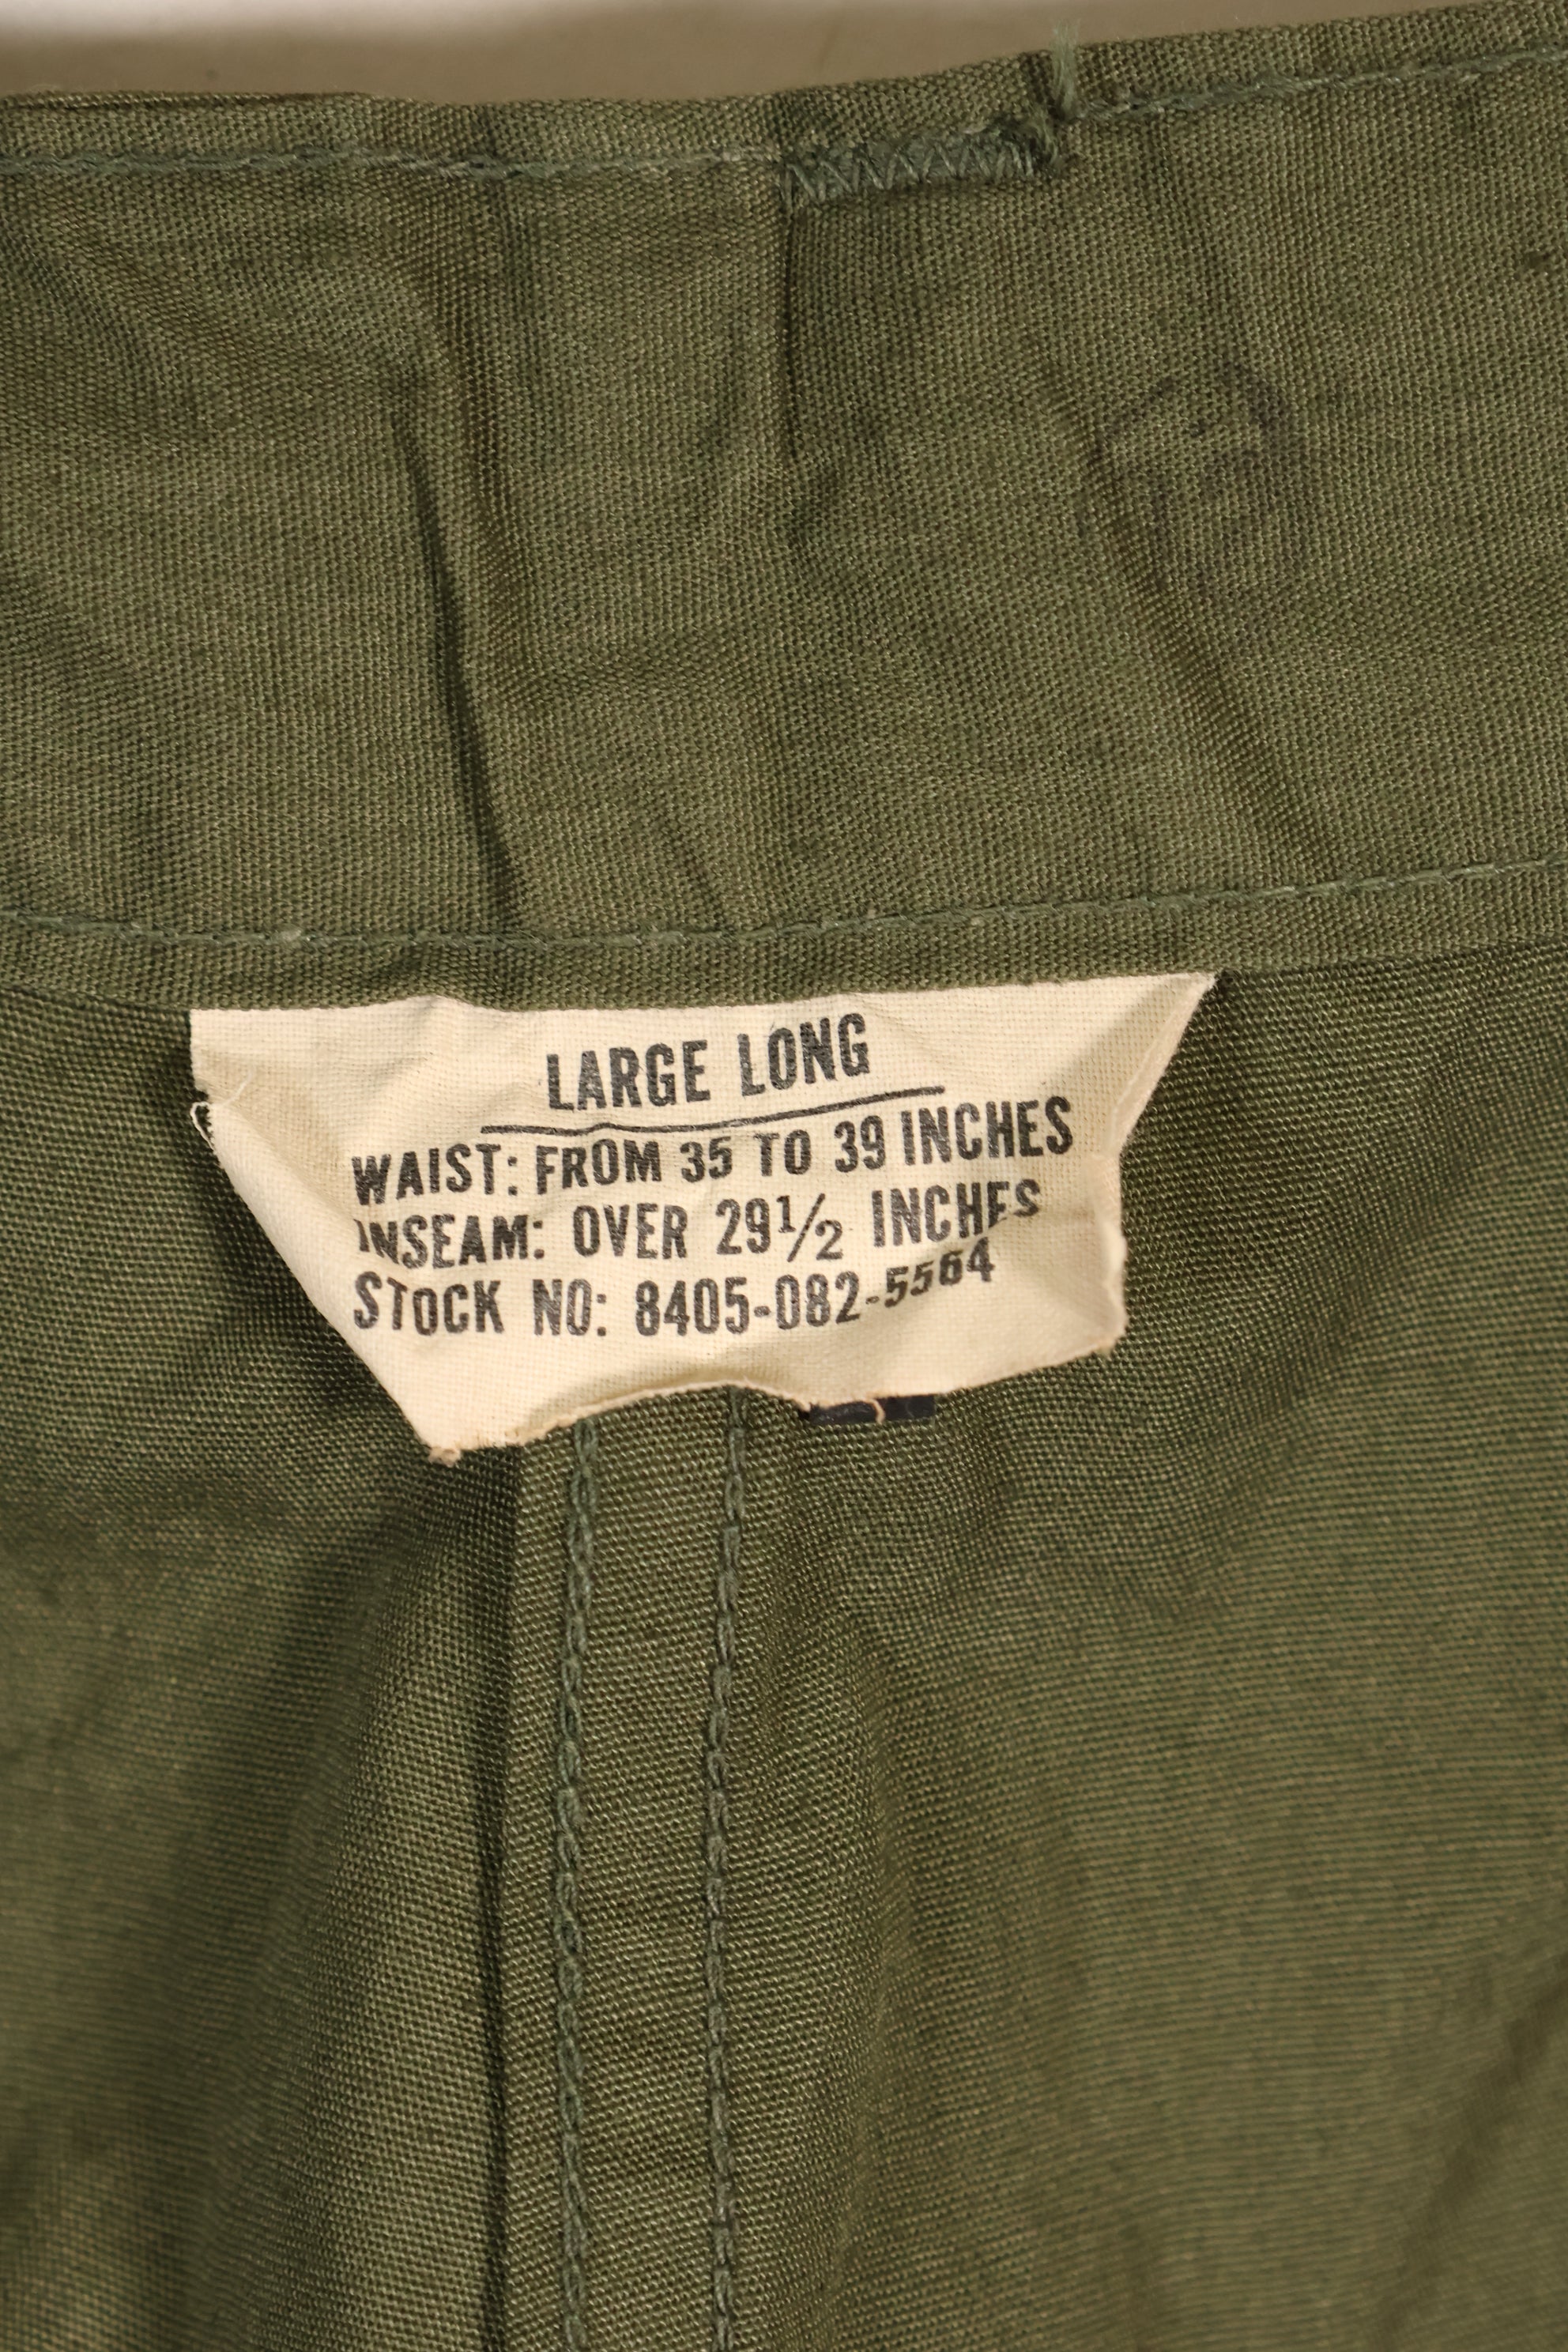 LARGE LONG
WAIST: FROM 35 TO 39 INCHES
INSEAM: OVER 29½ INCHES
STOCK NO: 8405-082-5564